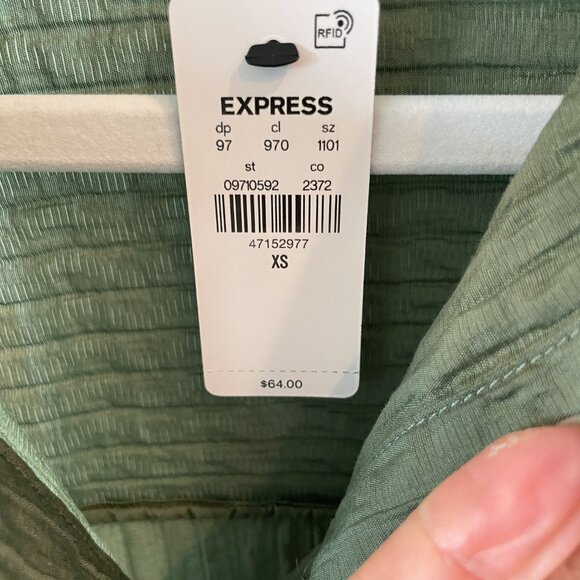 RFID
EXPRESS
dp cl sz
97 970 1101
st co
09710592 2372
47152977
XS
$64.00